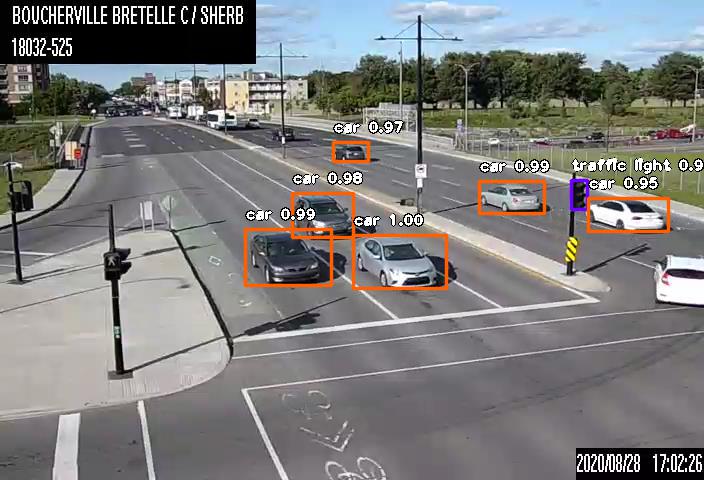 BOUCHERVILLE BRETELLE C / SHERB
18032-525
car 0.97
car 0.99
traffic light 0.9
car 0.98
car 0.95
car 0.99
car 1.00
2020/08/28 17:02:26